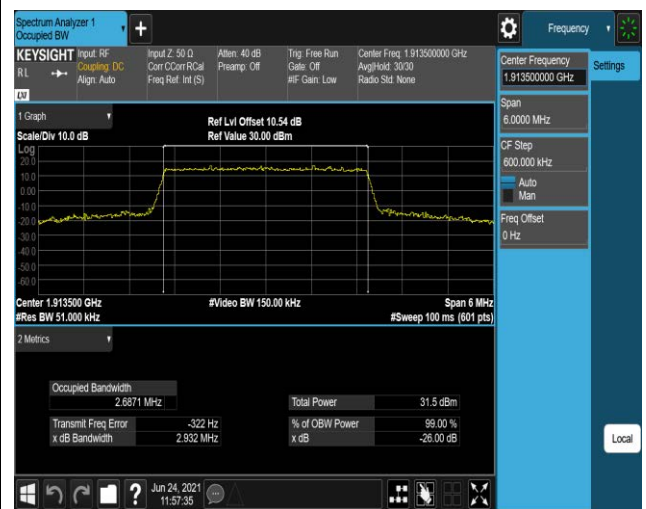 Spectrum Analyzer 1
Occupied BW
Frequency
KEYSIGHT
RL
LXI
Input: RF
Coupling: DC
Align: Auto
Input Z: 50 Ω
Corr CCorr RCal
Freq Ref: Int (S)
Atten: 40 dB
Preamp: Off
Trig: Free Run
Gate: Off
#IF Gain: Low
Center Freq: 1.913500000 GHz
Avg|Hold: 30/30
Radio Std: None
Center Frequency
1.913500000 GHz
Settings
Span
6.0000 MHz
CF Step
600.000 kHz
Auto
Man
Freq Offset
0 Hz
1 Graph
Scale/Div 10.0 dB
Ref Lvl Offset 10.54 dB
Ref Value 30.00 dBm
Log
20.0
10.0
0.00
-10.0
-20.0
-30.0
-40.0
-50.0
-60.0
Center 1.913500 GHz
#Video BW 150.00 kHz
Span 6 MHz
#Res BW 51.000 kHz
#Sweep 100 ms (601 pts)
2 Metrics
Occupied Bandwidth
2.6871 MHz
Total Power 31.5 dBm
Transmit Freq Error -322 Hz
% of OBW Power 99.00 %
x dB Bandwidth 2.932 MHz
x dB -26.00 dB
Local
?
Jun 24, 2021
11:57:35